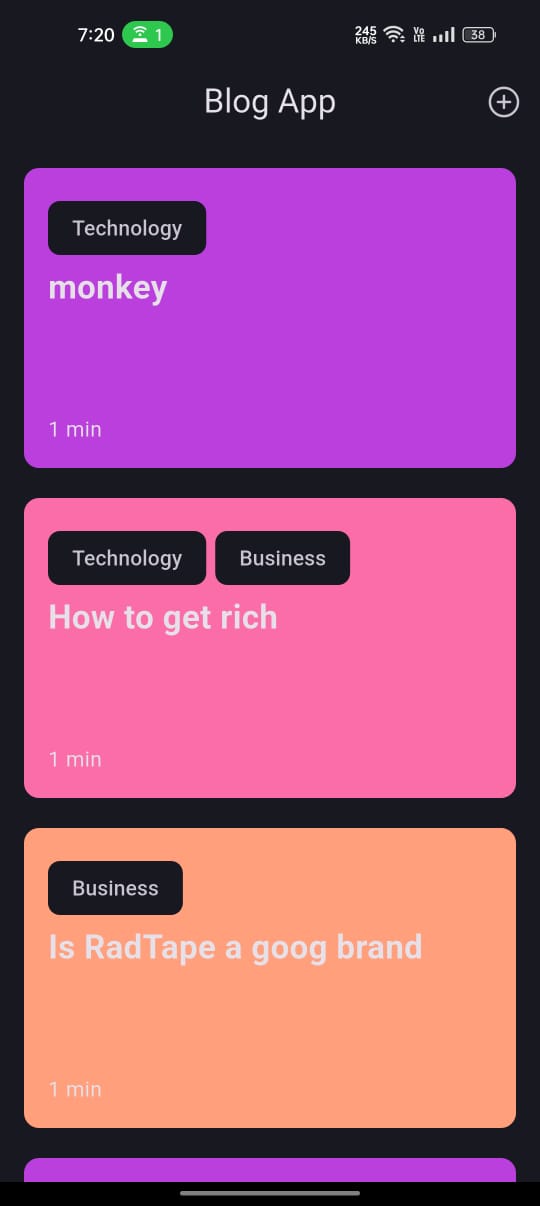 7:20 1 245 KB/S Vo LTE 38
Blog App
Technology
monkey
1 min
Technology Business
How to get rich
1 min
Business
Is RadTape a goog brand
1 min